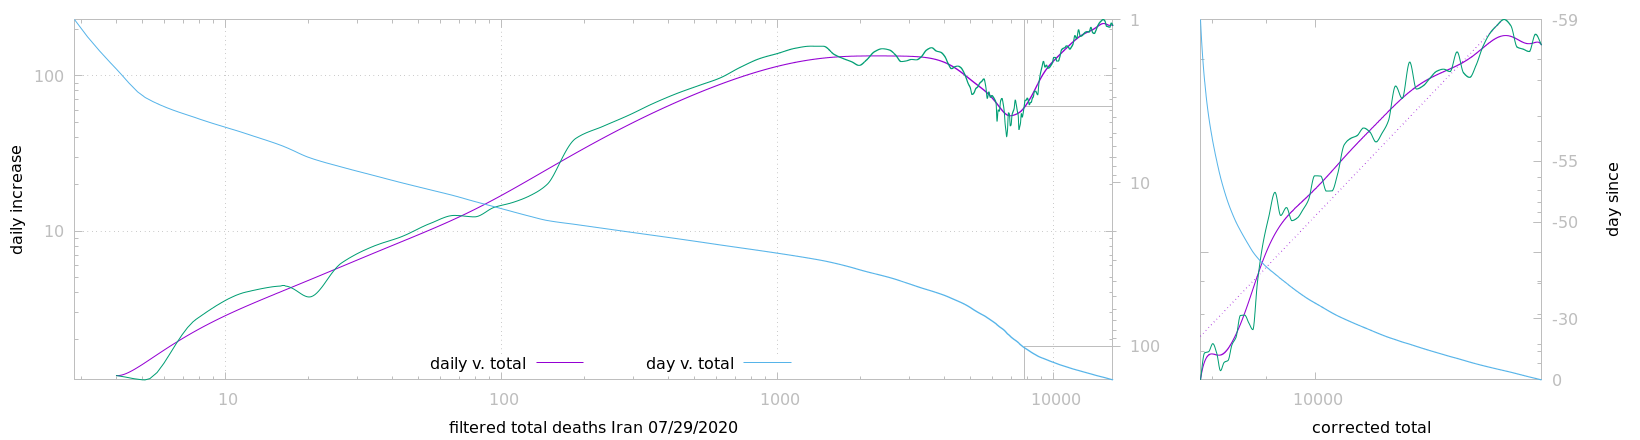 1
-59
100
daily increase
10
10
-55
-50
day since
-30
daily v. total
day v. total
100
0
10
100
1000
10000
10000
filtered total deaths Iran 07/29/2020
corrected total